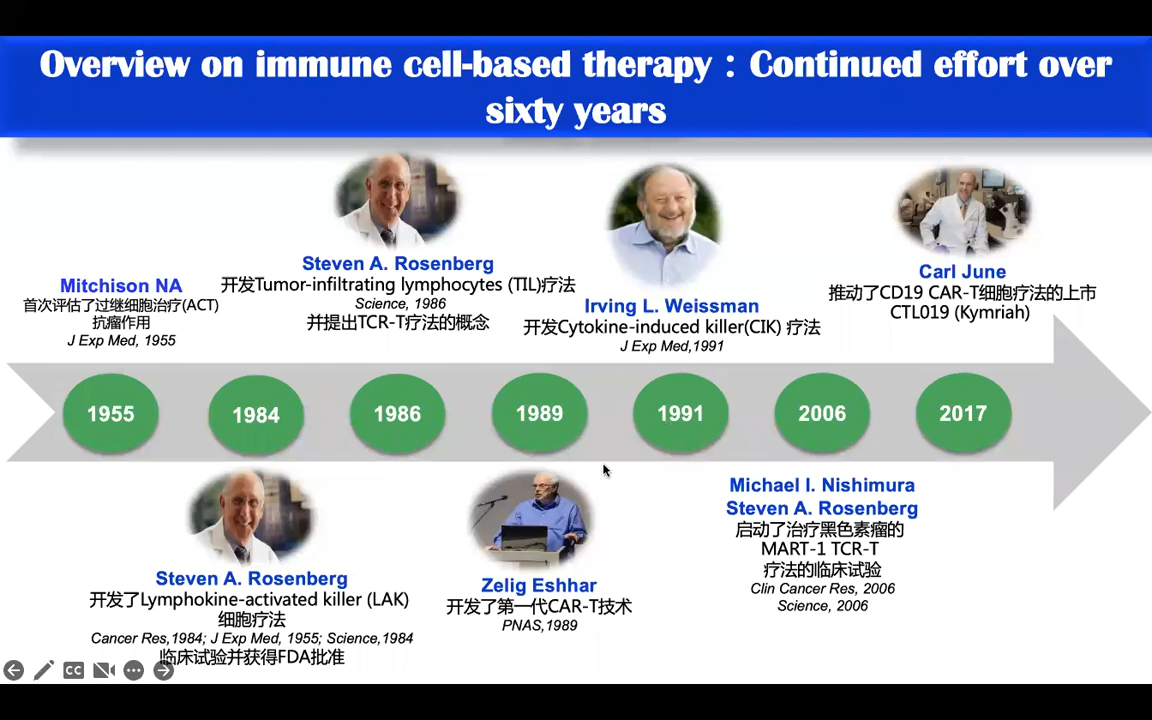 Overview on immune cell-based therapy：Continued effort over
sixty years
Mitchison NA
首次评估了过继细胞治疗(ACT)
抗瘤作用
J Exp Med, 1955
Steven A. Rosenberg
开发Tumor-infiltrating lymphocytes (TIL)疗法
Science, 1986
并提出TCR-T疗法的概念
Irving L. Weissman
开发Cytokine-induced killer(CIK) 疗法
J Exp Med,1991
Carl June
推动了CD19 CAR-T细胞疗法的上市
CTL019 (Kymriah)
1955
1984
1986
1989
1991
2006
2017
Steven A. Rosenberg
开发了Lymphokine-activated killer (LAK)
细胞疗法
Cancer Res,1984; J Exp Med, 1955; Science,1984
临床试验并获得FDA批准
Zelig Eshhar
开发了第一代CAR-T技术
PNAS,1989
Michael I. Nishimura
Steven A. Rosenberg
启动了治疗黑色素瘤的
MART-1 TCR-T
疗法的临床试验
Clin Cancer Res, 2006
Science, 2006
CC